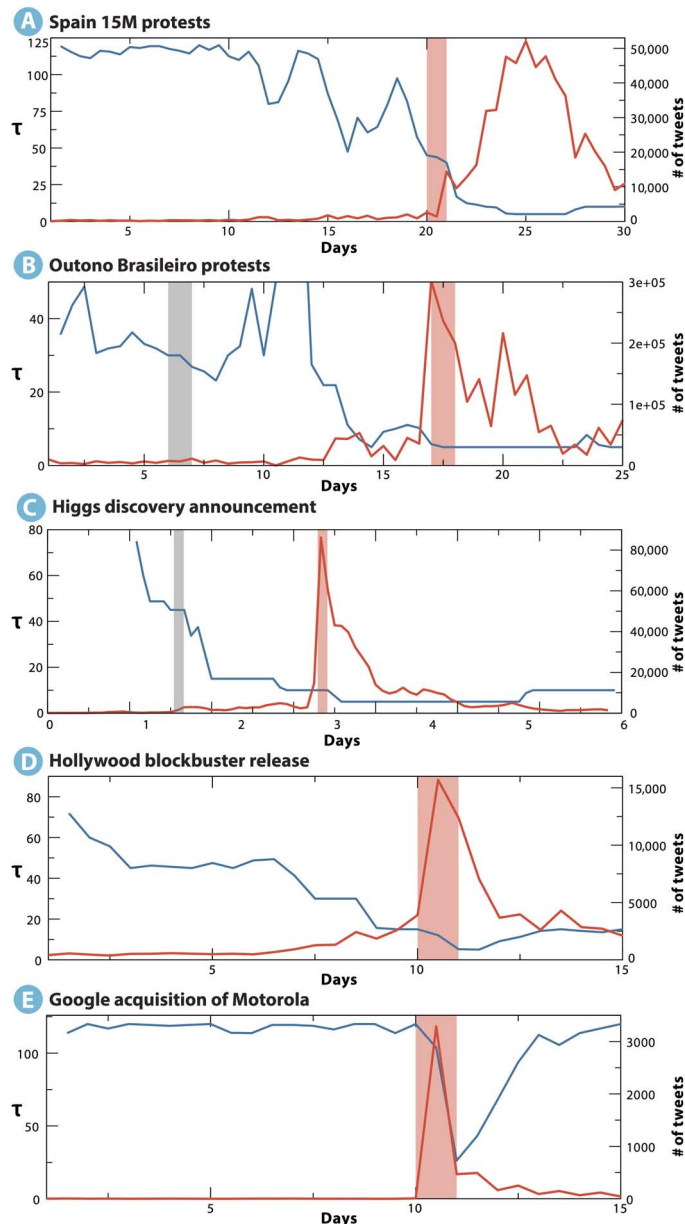 A Spain 15M protests
125
100
75
50
25
0
τ
50,000
40,000
30,000
20,000
10,000
0
# of tweets
5 10 15 20 25 30
Days
B Outono Brasileiro protests
40
20
0
τ
3e+05
2e+05
1e+05
0
# of tweets
5 10 15 20 25
Days
C Higgs discovery announcement
80
60
40
20
0
τ
80,000
60,000
40,000
20,000
0
# of tweets
0 1 2 3 4 5 6
Days
D Hollywood blockbuster release
80
60
40
20
0
τ
15,000
10,000
5000
0
# of tweets
5 10 15
Days
E Google acquisition of Motorola
100
50
0
τ
3000
2000
1000
0
# of tweets
5 10 15
Days